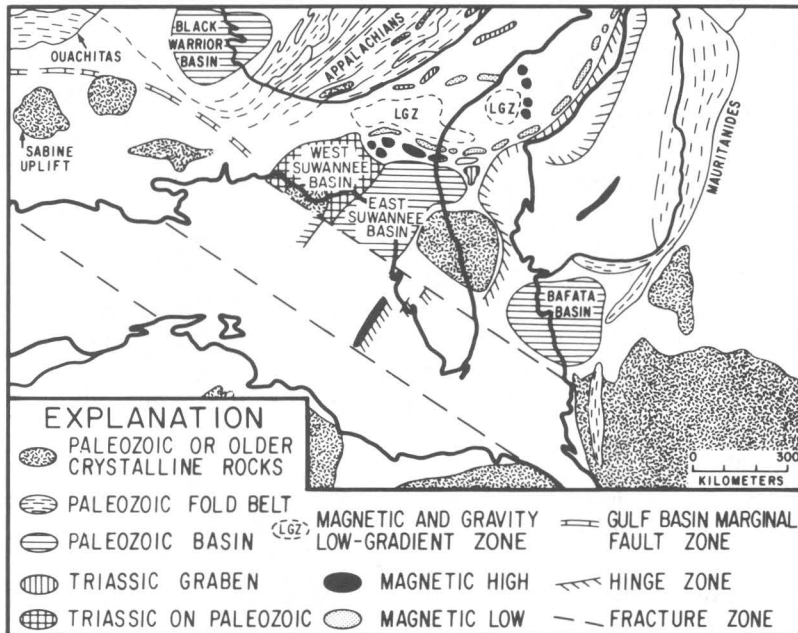 BLACK
WARRIOR
BASIN
OUACHITAS
APPALACHIANS
LGZ
LGZ
MAURITANIDES
SABINE
UPLIFT
WEST
SUWANNEE
BASIN
EAST
SUWANNEE
BASIN
BAFATA
BASIN
0 300
KILOMETERS
EXPLANATION
PALEOZOIC OR OLDER
CRYSTALLINE ROCKS
PALEOZOIC FOLD BELT
PALEOZOIC BASIN
TRIASSIC GRABEN
TRIASSIC ON PALEOZOIC
LGZ MAGNETIC AND GRAVITY
LOW-GRADIENT ZONE
MAGNETIC HIGH
MAGNETIC LOW
GULF BASIN MARGINAL
FAULT ZONE
HINGE ZONE
FRACTURE ZONE